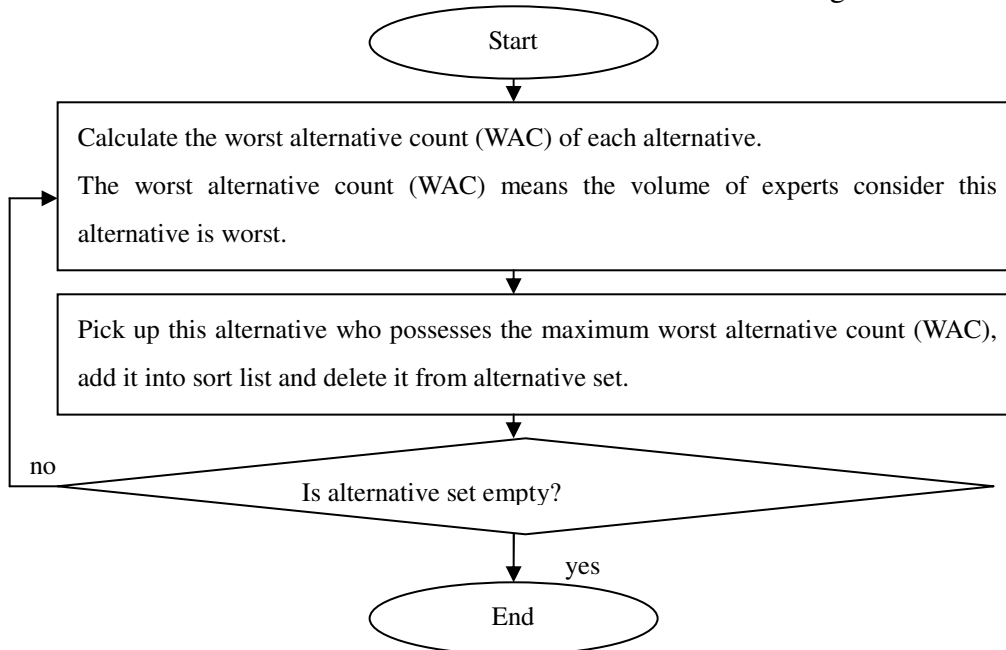 Start
Calculate the worst alternative count (WAC) of each alternative.
The worst alternative count (WAC) means the volume of experts consider this
alternative is worst.
Pick up this alternative who possesses the maximum worst alternative count (WAC),
add it into sort list and delete it from alternative set.
no
Is alternative set empty?
yes
End